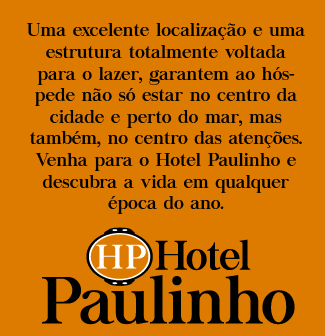 Uma excelente localização e uma
estrutura totalmente voltada
para o lazer, garantem ao hós-
pede não só estar no centro da
cidade e perto do mar, mas
também, no centro das atenções.
Venha para o Hotel Paulinho e
descubra a vida em qualquer
época do ano.
HP Hotel
Paulinho